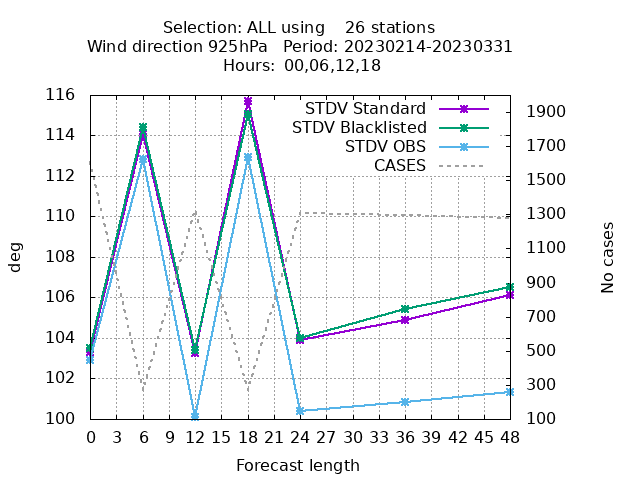 Selection: ALL using    26 stations
Wind direction 925hPa   Period: 20230214-20230331
Hours: 00,06,12,18
STDV Standard
STDV Blacklisted
STDV OBS
CASES
116
114
112
110
108
106
104
102
100
deg
1900
1700
1500
1300
1100
900
700
500
300
100
No cases
0 3 6 9 12 15 18 21 24 27 30 33 36 39 42 45 48
Forecast length